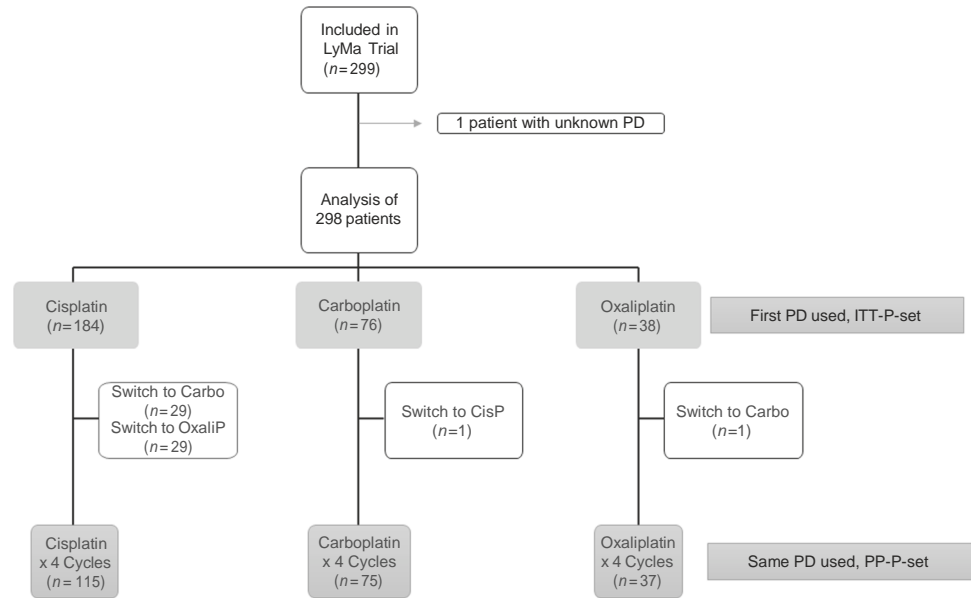 Included in
LyMa Trial
(n=299)
1 patient with unknown PD
Analysis of
298 patients
Cisplatin
(n=184)
Carboplatin
(n=76)
Oxaliplatin
(n=38)
First PD used, ITT-P-set
Switch to Carbo
(n=29)
Switch to OxaliP
(n=29)
Switch to CisP
(n=1)
Switch to Carbo
(n=1)
Cisplatin
x 4 Cycles
(n=115)
Carboplatin
x 4 Cycles
(n=75)
Oxaliplatin
x 4 Cycles
(n=37)
Same PD used, PP-P-set